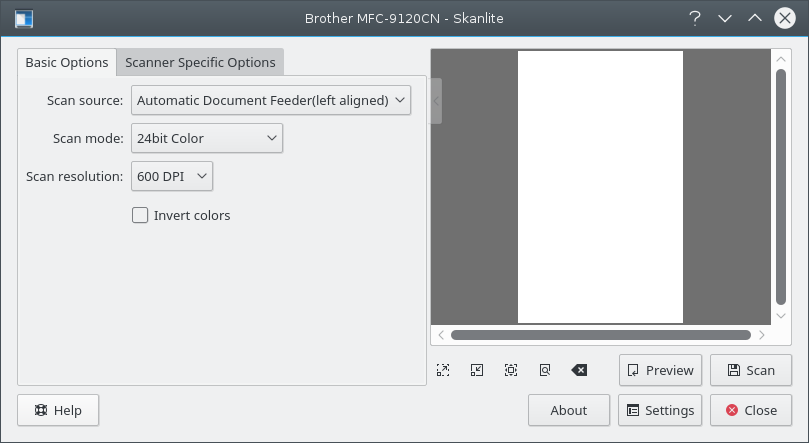 Brother MFC-9120CN - Skanlite
Basic Options
Scanner Specific Options
Scan source: Automatic Document Feeder(left aligned)
Scan mode: 24bit Color
Scan resolution: 600 DPI
Invert colors
Preview
Scan
Help
About
Settings
Close